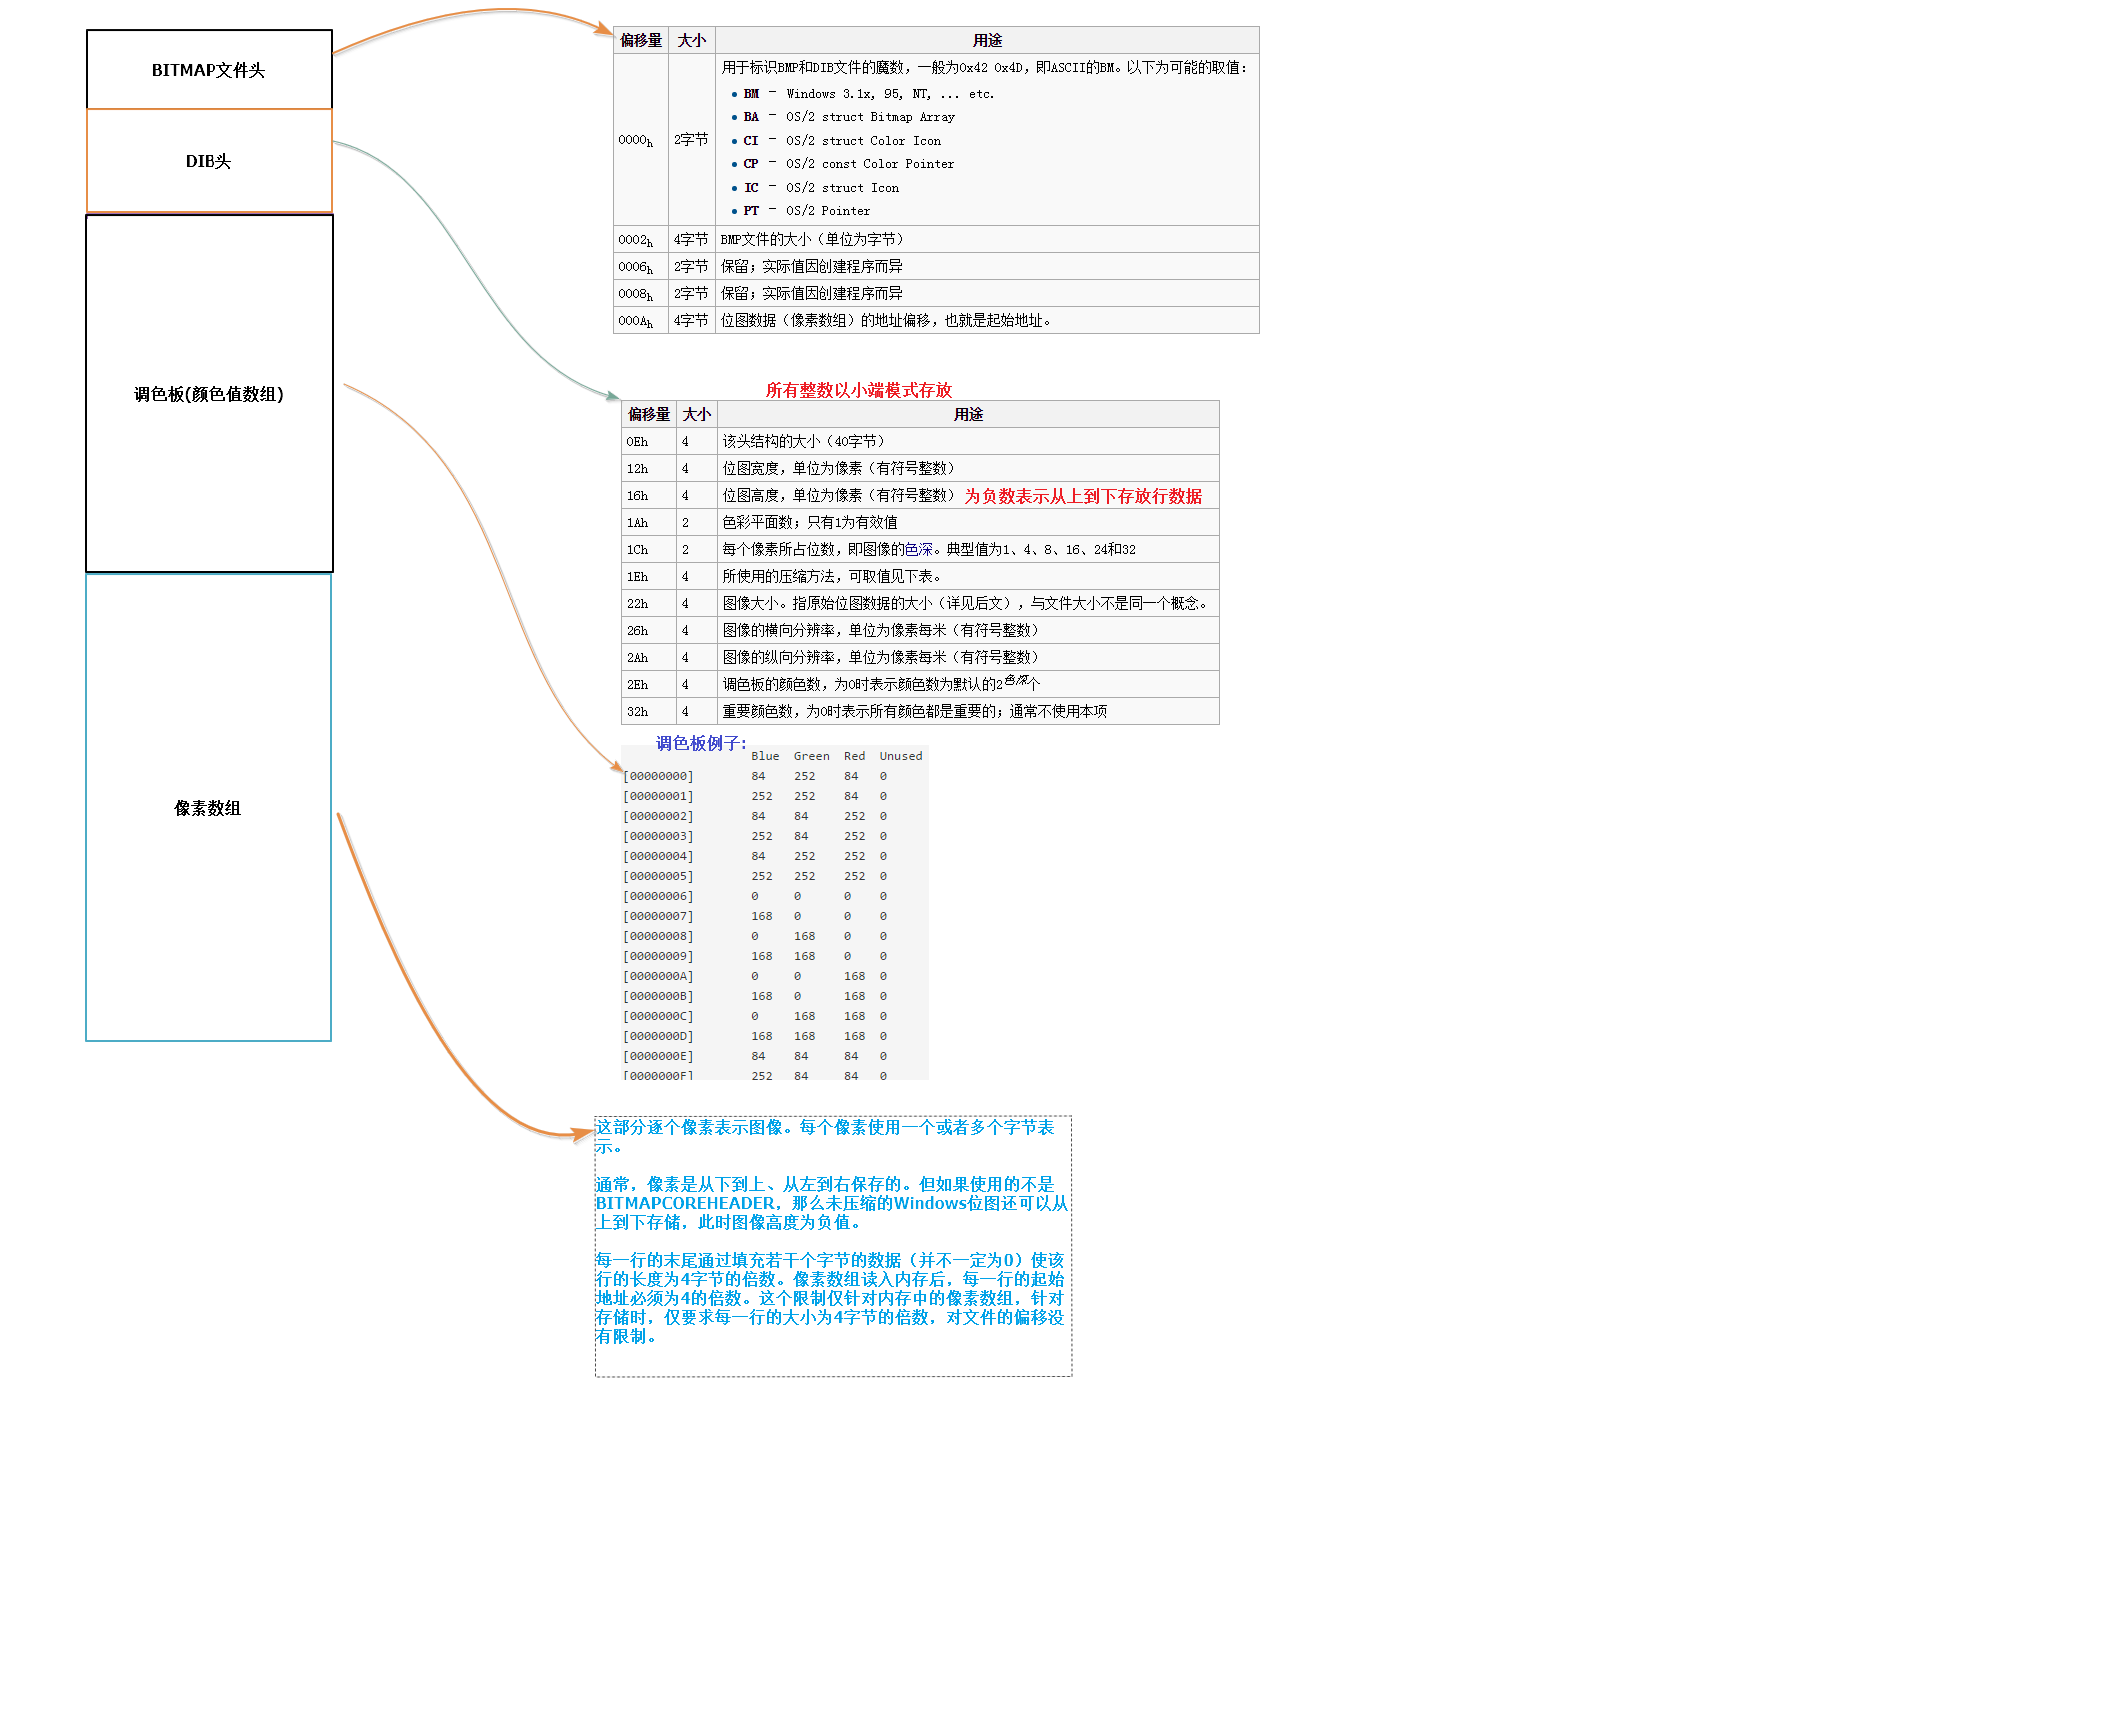 BITMAP文件头
DIB头
调色板(颜色值数组)
像素数组
偏移量 大小 用途
0000h 2字节 用于标识BMP和DIB文件的魔数，一般为0x42 0x4D，即ASCII的BM。以下为可能的取值：
BM – Windows 3.1x, 95, NT, ... etc.
BA – OS/2 struct Bitmap Array
CI – OS/2 struct Color Icon
CP – OS/2 const Color Pointer
IC – OS/2 struct Icon
PT – OS/2 Pointer
0002h 4字节 BMP文件的大小（单位为字节）
0006h 2字节 保留；实际值因创建程序而异
0008h 2字节 保留；实际值因创建程序而异
000Ah 4字节 位图数据（像素数组）的地址偏移，也就是起始地址。
所有整数以小端模式存放
偏移量 大小 用途
0Eh 4 该头结构的大小（40字节）
12h 4 位图宽度，单位为像素（有符号整数）
16h 4 位图高度，单位为像素（有符号整数） 为负数表示从上到下存放行数据
1Ah 2 色彩平面数；只有1为有效值
1Ch 2 每个像素所占位数，即图像的色深。典型值为1、4、8、16、24和32
1Eh 4 所使用的压缩方法，可取值见下表。
22h 4 图像大小。指原始位图数据的大小（详见后文），与文件大小不是同一个概念。
26h 4 图像的横向分辨率，单位为像素每米（有符号整数）
2Ah 4 图像的纵向分辨率，单位为像素每米（有符号整数）
2Eh 4 调色板的颜色数，为0时表示颜色数为默认的2色深个
32h 4 重要颜色数，为0时表示所有颜色都是重要的；通常不使用本项
调色板例子:
Blue Green Red Unused
[00000000] 84 252 84 0
[00000001] 252 252 84 0
[00000002] 84 84 252 0
[00000003] 252 84 252 0
[00000004] 84 252 252 0
[00000005] 252 252 252 0
[00000006] 0 0 0 0
[00000007] 168 0 0 0
[00000008] 0 168 0 0
[00000009] 168 168 0 0
[0000000A] 0 0 168 0
[0000000B] 168 0 168 0
[0000000C] 0 168 168 0
[0000000D] 168 168 168 0
[0000000E] 84 84 84 0
[0000000F] 252 84 84 0
这部分逐个像素表示图像。每个像素使用一个或者多个字节表
示。
通常，像素是从下到上、从左到右保存的。但如果使用的不是
BITMAPCOREHEADER，那么未压缩的Windows位图还可以从
上到下存储，此时图像高度为负值。
每一行的末尾通过填充若干个字节的数据（并不一定为0）使该
行的长度为4字节的倍数。像素数组读入内存后，每一行的起始
地址必须为4的倍数。这个限制仅针对内存中的像素数组，针对
存储时，仅要求每一行的大小为4字节的倍数，对文件的偏移没
有限制。